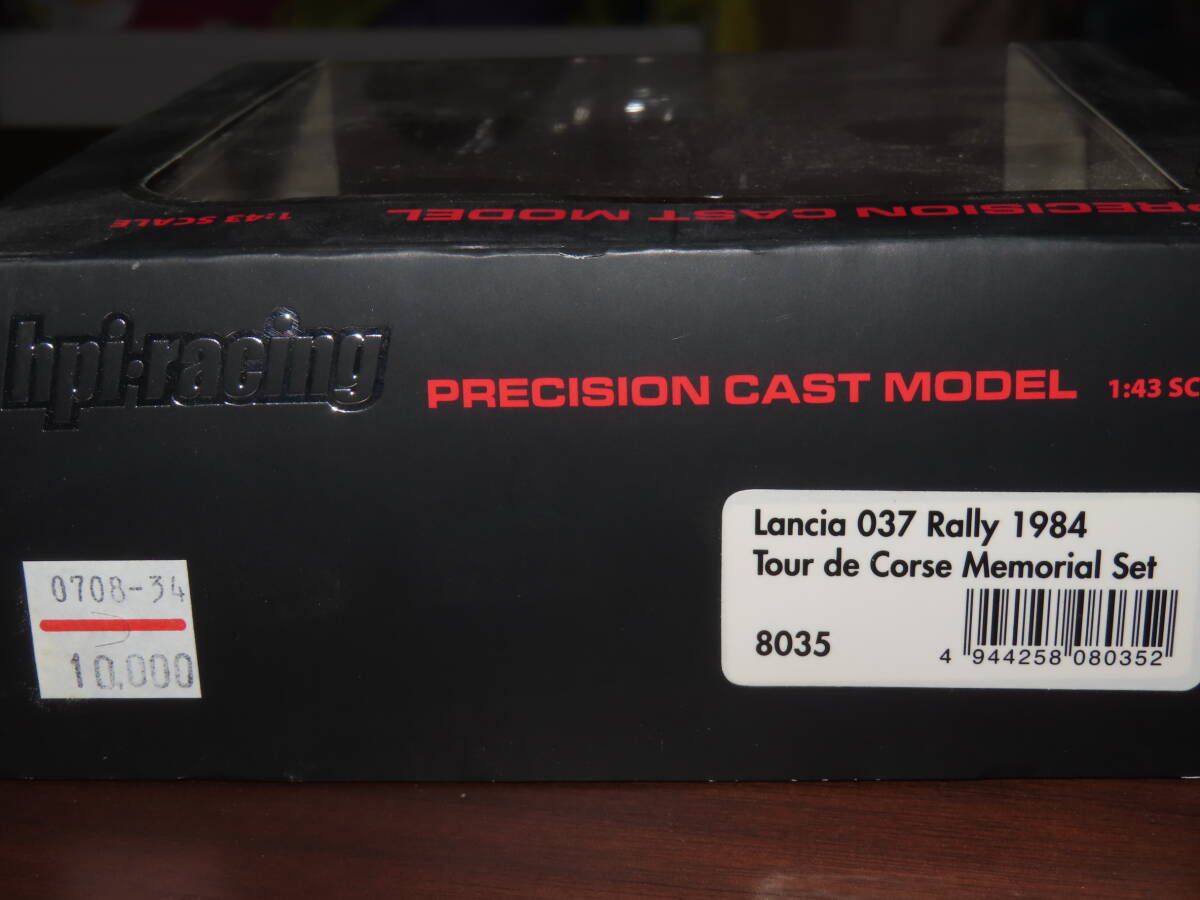 1:43 SCALE
PRECISION CAST MODEL
hpi·racing
PRECISION CAST MODEL 1:43 SC
Lancia 037 Rally 1984
Tour de Corse Memorial Set
8035
4 944258 080352
0708-34
10,000